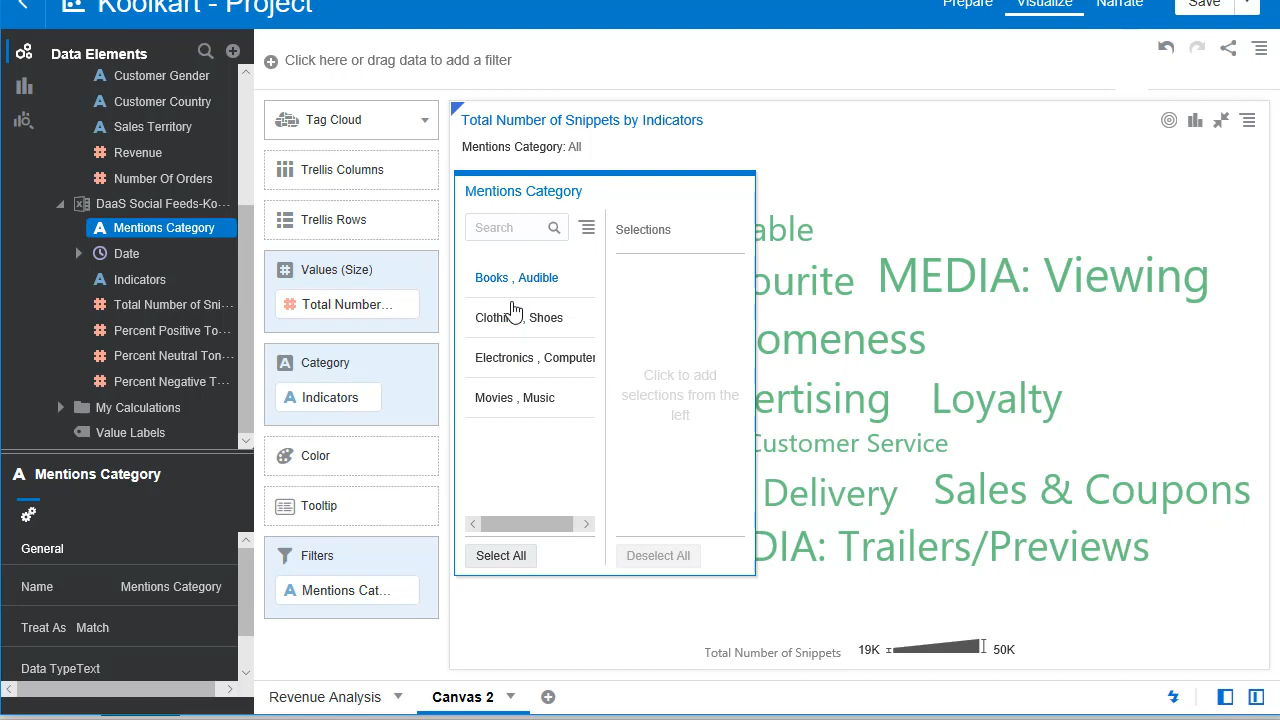 Koolkart - Project
Prepare
Visualize
Narrate
Save
Data Elements
Click here or drag data to add a filter
Customer Gender
Customer Country
Sales Territory
Revenue
Number Of Orders
DaaS Social Feeds-Ko...
Mentions Category
Date
Indicators
Total Number of Sni...
Percent Positive To...
Percent Neutral Ton...
Percent Negative T...
My Calculations
Value Labels
Mentions Category
General
Name Mentions Category
Treat As Match
Data Type Text
Tag Cloud
Trellis Columns
Trellis Rows
Values (Size)
Total Number...
Category
Indicators
Color
Tooltip
Filters
Mentions Cat...
Total Number of Snippets by Indicators
Mentions Category: All
Mentions Category
Search
Selections
Books , Audible
Shoes
Electronics , Computer
Movies , Music
Click to add
selections from the
left
Select All
Deselect All
able
ourite MEDIA: Viewing
omeness
ertising Loyalty
Customer Service
Delivery Sales & Coupons
DIA: Trailers/Previews
Total Number of Snippets 19K 50K
Revenue Analysis
Canvas 2